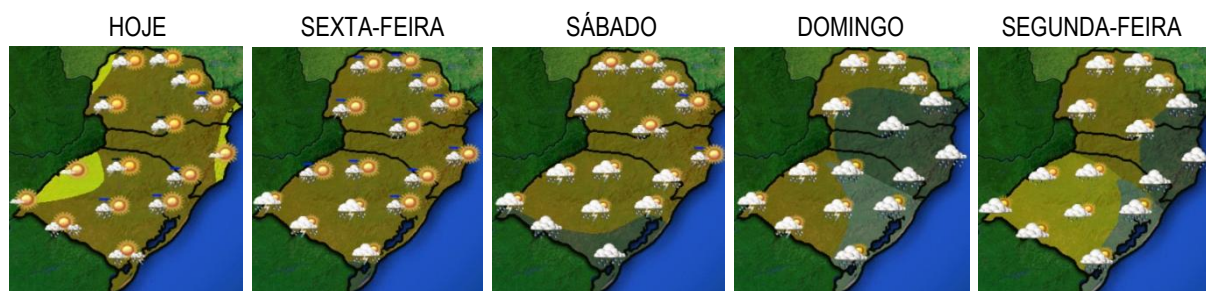 HOJE
SEXTA-FEIRA
SÁBADO
DOMINGO
SEGUNDA-FEIRA